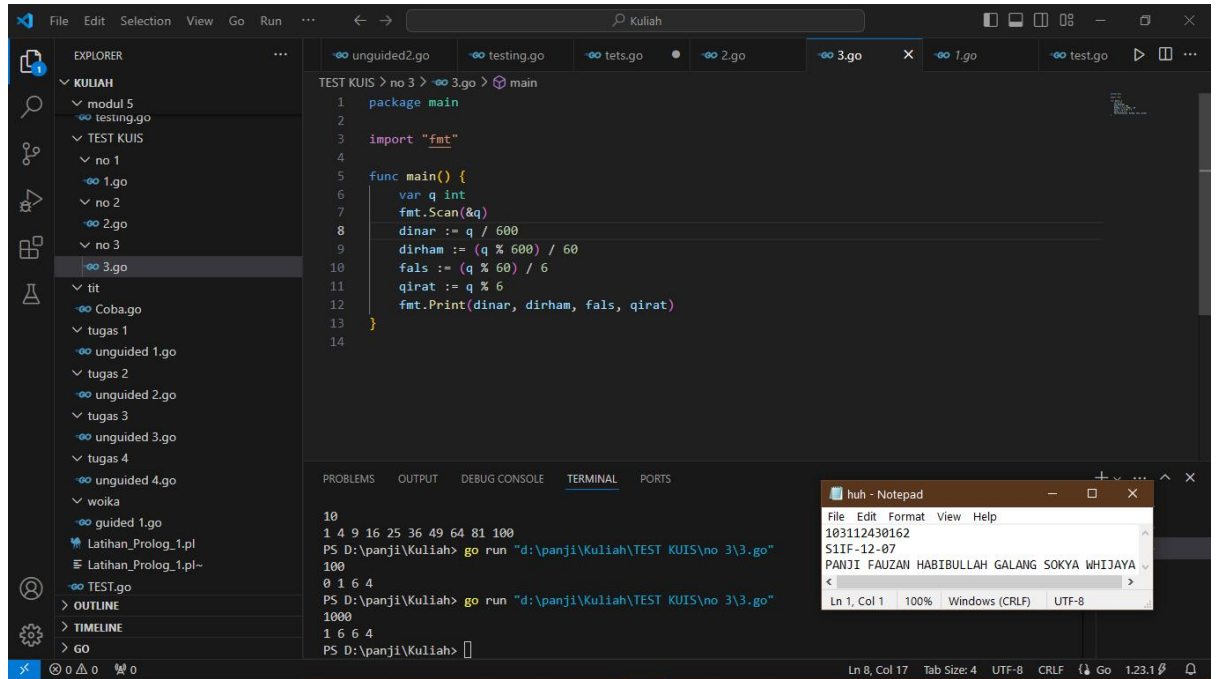 File Edit Selection View Go Run ··· ← → Kuliah
EXPLORER ···
KULIAH
modul 5
testing.go
TEST KUIS
no 1
1.go
no 2
2.go
no 3
3.go
tit
Coba.go
tugas 1
unguided 1.go
tugas 2
unguided 2.go
tugas 3
unguided 3.go
tugas 4
unguided 4.go
woika
guided 1.go
Latihan_Prolog_1.pl
Latihan_Prolog_1.pl~
TEST.go
OUTLINE
TIMELINE
GO
unguided2.go testing.go tets.go 2.go 3.go 1.go test.go
TEST KUIS > no 3 > 3.go > main
1 package main
2
3 import "fmt"
4
5 func main() {
6 var q int
7 fmt.Scan(&q)
8 dinar := q / 600
9 dirham := (q % 600) / 60
10 fals := (q % 60) / 6
11 qirat := q % 6
12 fmt.Print(dinar, dirham, fals, qirat)
13 }
14
PROBLEMS OUTPUT DEBUG CONSOLE TERMINAL PORTS
10
1 4 9 16 25 36 49 64 81 100
PS D:\panji\Kuliah> go run "d:\panji\Kuliah\TEST KUIS\no 3\3.go"
100
0 1 6 4
PS D:\panji\Kuliah> go run "d:\panji\Kuliah\TEST KUIS\no 3\3.go"
1000
1 6 6 4
PS D:\panji\Kuliah>
huh - Notepad
File Edit Format View Help
103112430162
S1IF-12-07
PANJI FAUZAN HABIBULLAH GALANG SOKYA WHIJAYA
Ln 1, Col 1 100% Windows (CRLF) UTF-8
0 0 0 Ln 8, Col 17 Tab Size: 4 UTF-8 CRLF Go 1.23.1